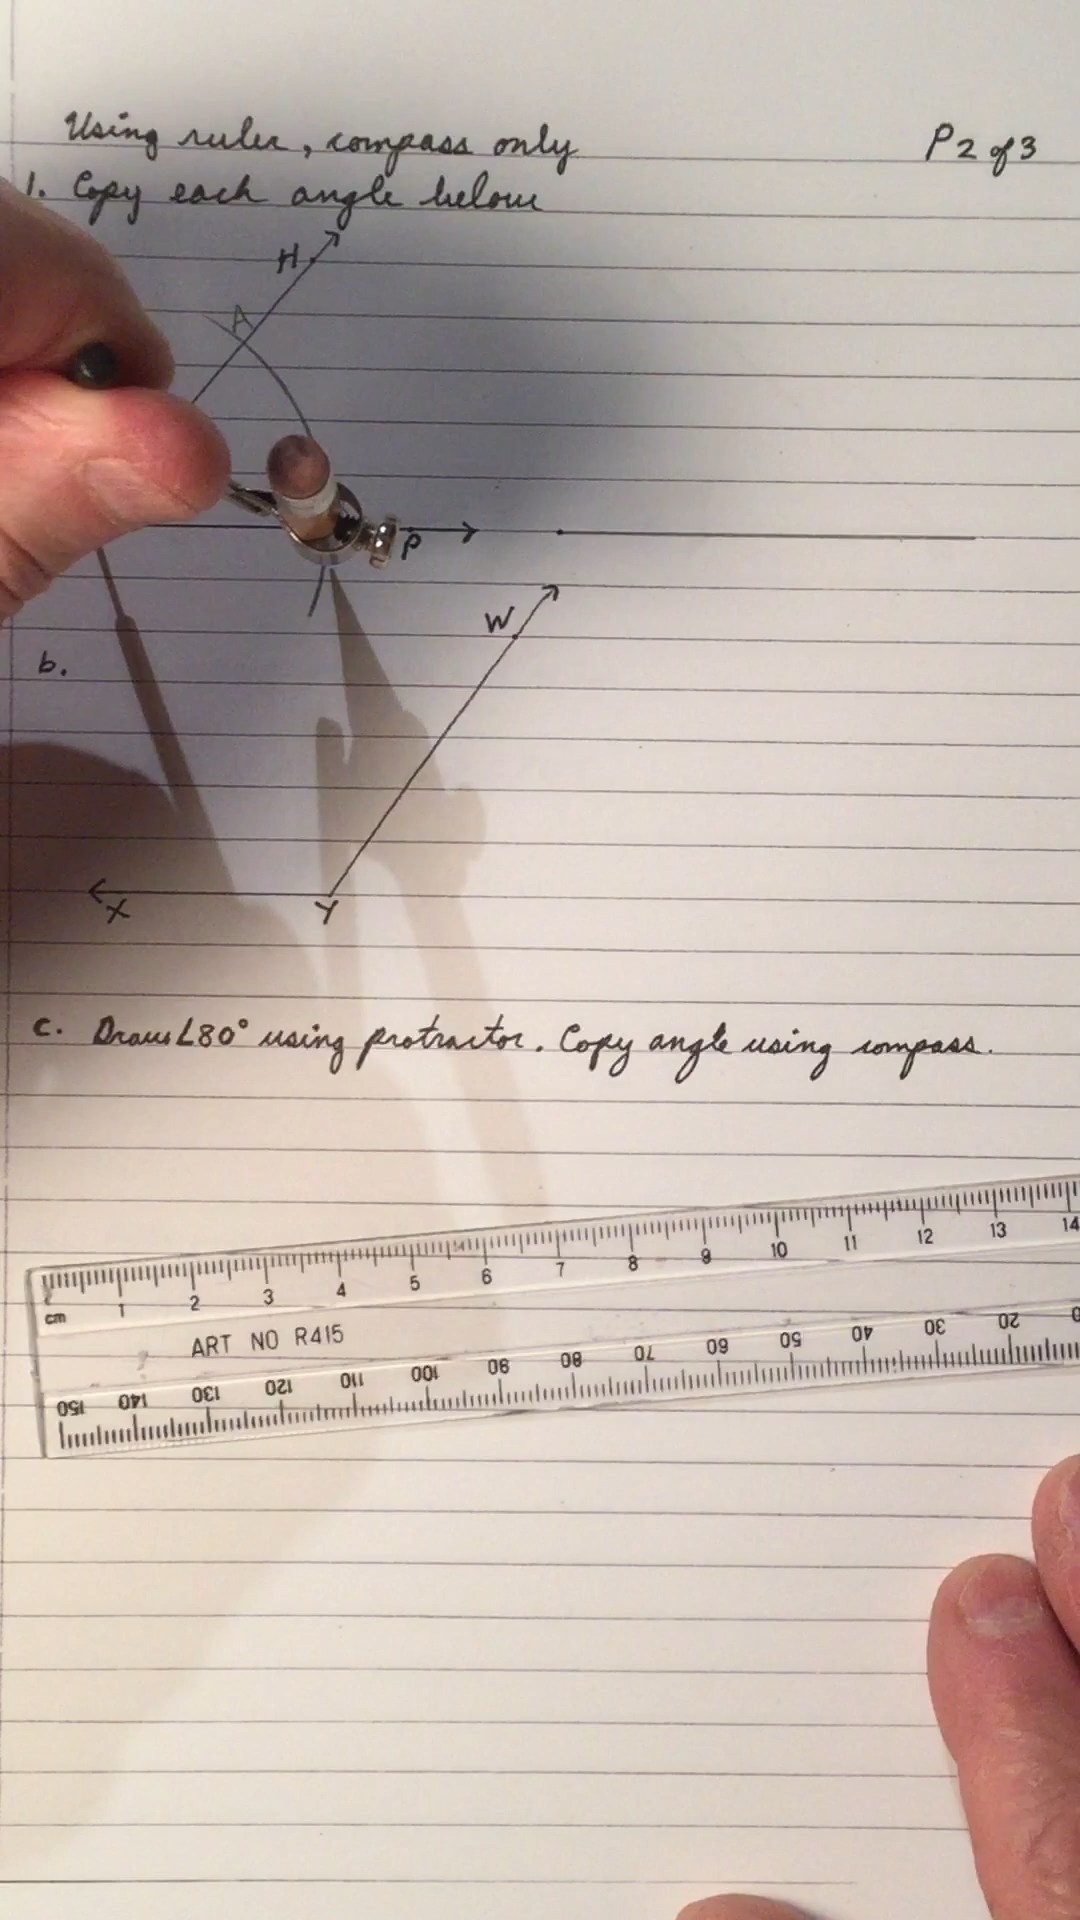 Using ruler, compass only
P2 of 3
1. Copy each angle below
H
A
P
W
b.
X
Y
c. Draw ∠80° using protractor. Copy angle using compass.
1 2 3 4 5 6 7 8 9 10 11 12 13 14
cm
ART NO R415
150 140 130 120 110 100 90 80 70 60 50 40 30 20